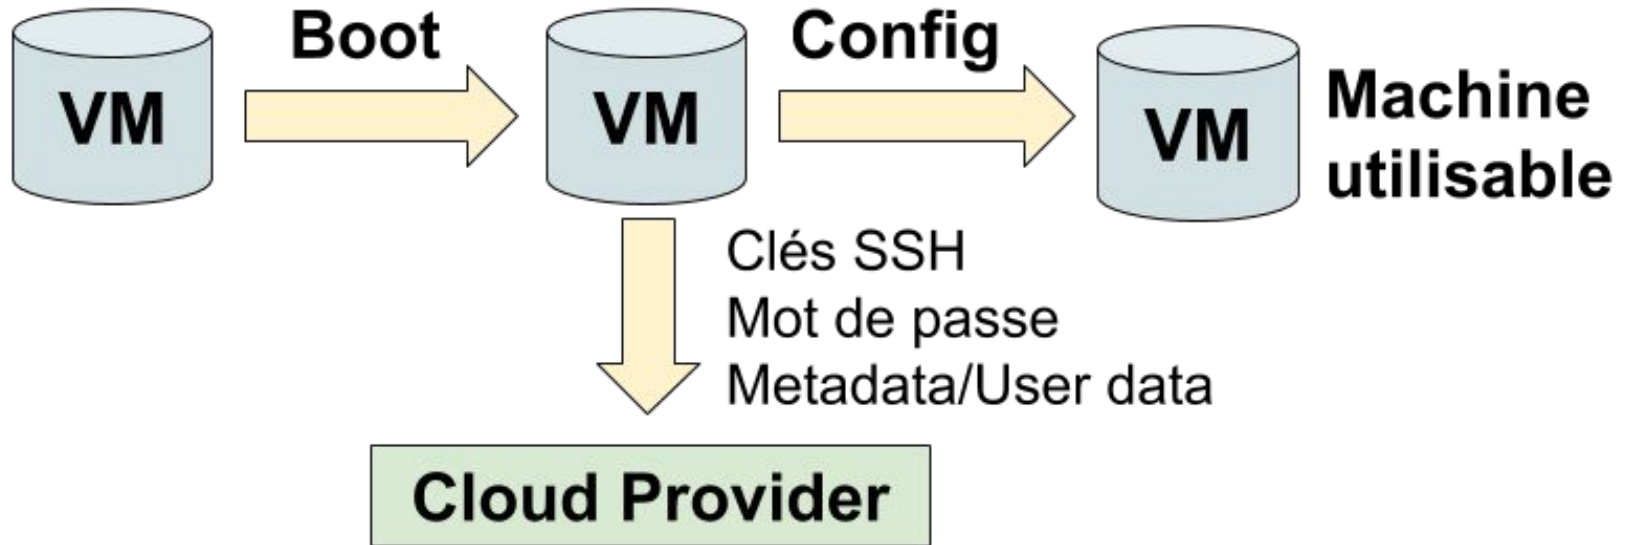 Boot
Config
VM
VM
VM
Machine
utilisable
Clés SSH
Mot de passe
Metadata/User data
Cloud Provider